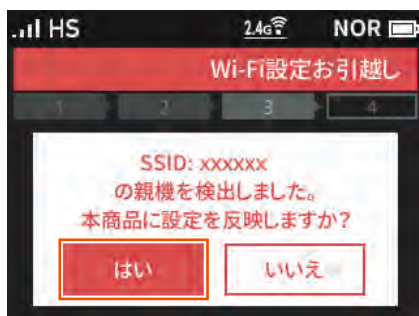 HS 2.4G NOR
Wi-Fi設定お引越し
1 2 3 4
SSID: xxxxxx
の親機を検出しました。
本商品に設定を反映しますか?
はい いいえ